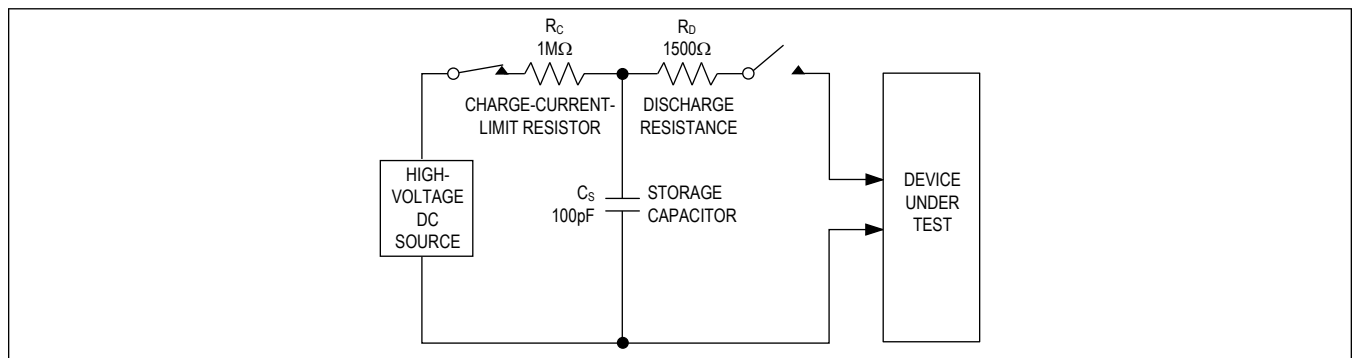 RC
1MΩ
CHARGE-CURRENT-
LIMIT RESISTOR
RD
1500Ω
DISCHARGE
RESISTANCE
HIGH-
VOLTAGE
DC
SOURCE
CS
100pF
STORAGE
CAPACITOR
DEVICE
UNDER
TEST